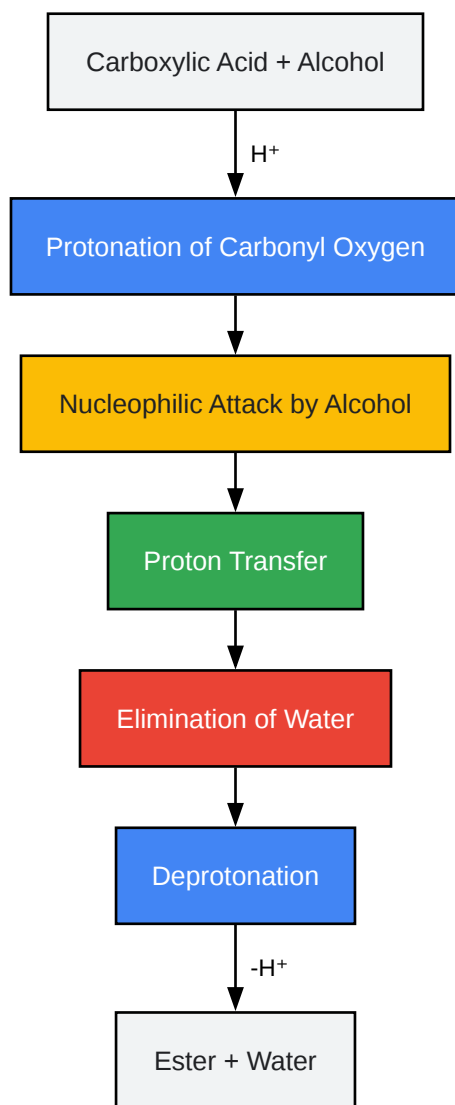 Carboxylic Acid + Alcohol
H⁺
Protonation of Carbonyl Oxygen
Nucleophilic Attack by Alcohol
Proton Transfer
Elimination of Water
Deprotonation
-H⁺
Ester + Water